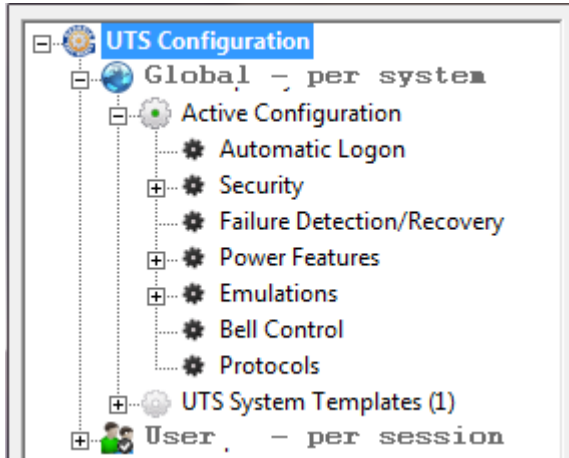 UTS Configuration
Global - per system
Active Configuration
Automatic Logon
Security
Failure Detection/Recovery
Power Features
Emulations
Bell Control
Protocols
UTS System Templates (1)
User - per session